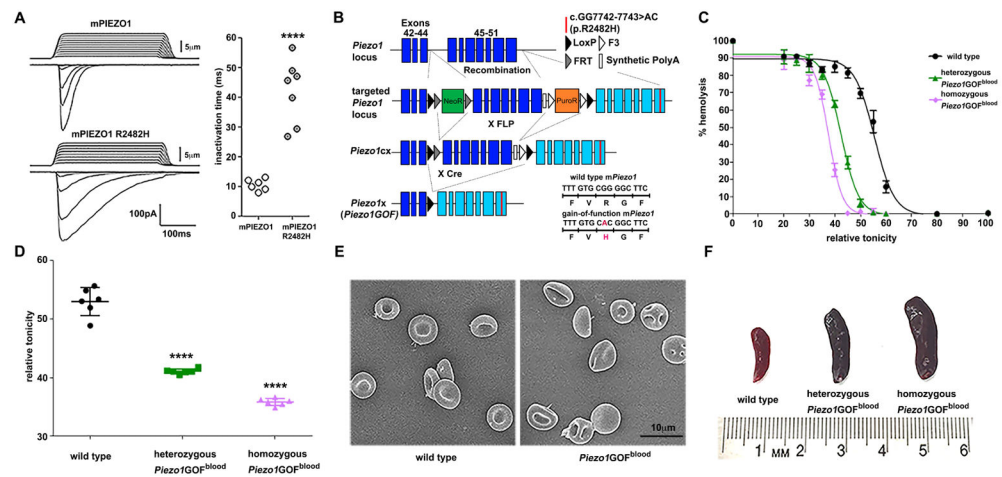 A
mPIEZO1
5μm
mPIEZO1 R2482H
5μm
100pA
100ms
inactivation time (ms)
60
50
40
30
20
10
0
****
mPIEZO1
mPIEZO1
R2482H
B
Exons
42-44
45-51
Piezo1
locus
Recombination
c.GG7742-7743>AC
(p.R2482H)
LoxP
F3
FRT
Synthetic PolyA
targeted
Piezo1
locus
NeoR
PuroR
X FLP
Piezo1cx
X Cre
Piezo1x
(Piezo1GOF)
wild type mPiezo1
TTT GTG CGG GGC TTC
F V R G F
gain-of-function mPiezo1
TTT GTG CAC GGC TTC
F V H G F
C
% hemolysis
100
90
80
70
60
50
40
30
20
10
0
0
10
20
30
40
50
60
70
80
90
100
relative tonicity
wild type
heterozygous
Piezo1GOFblood
homozygous
Piezo1GOFblood
D
relative tonicity
60
50
40
30
****
****
wild type
heterozygous
Piezo1GOFblood
homozygous
Piezo1GOFblood
E
10μm
wild type
Piezo1GOFblood
F
wild type
heterozygous
Piezo1GOFblood
homozygous
Piezo1GOFblood
1 MM 2 3 4 5 6